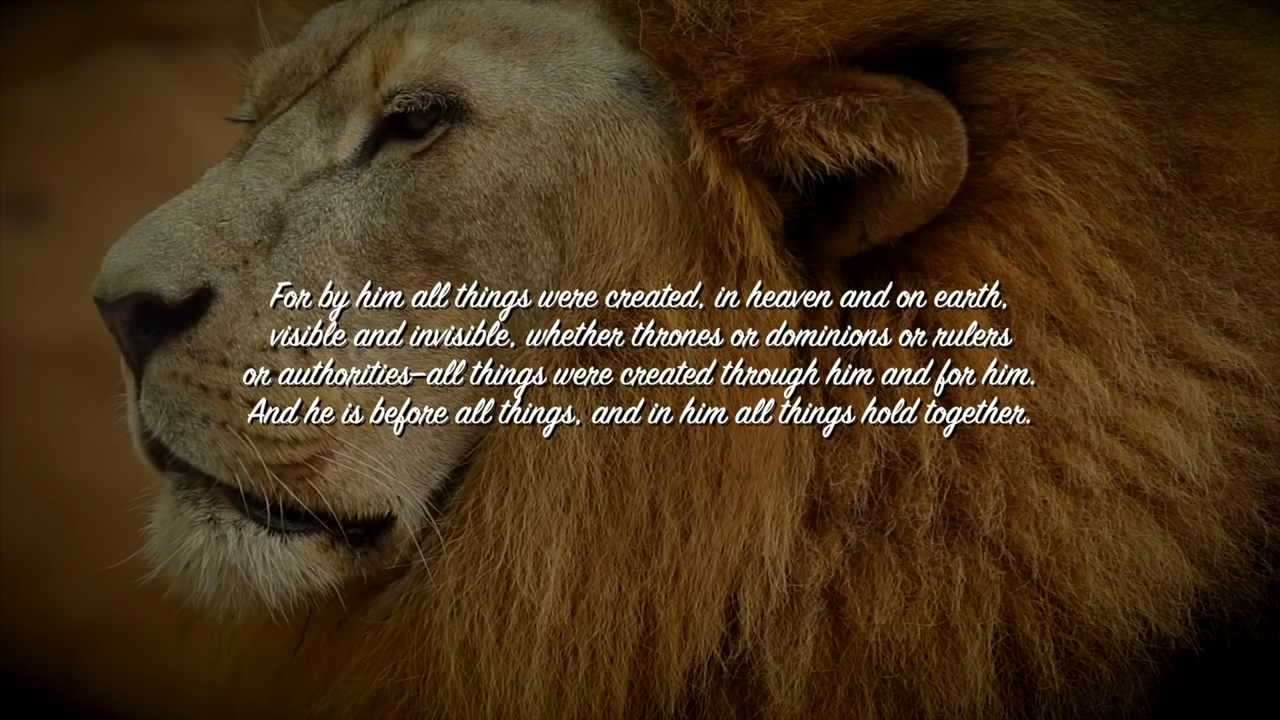 For by him all things were created, in heaven and on earth,
visible and invisible, whether thrones or dominions or rulers
or authorities—all things were created through him and for him.
And he is before all things, and in him all things hold together.